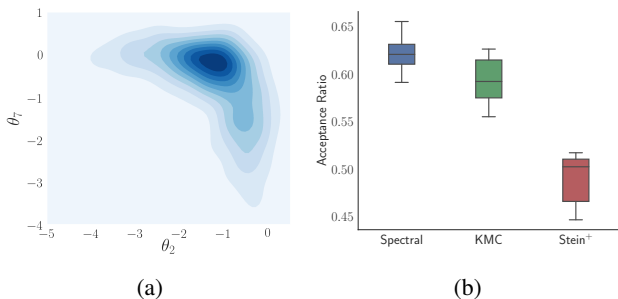 1
0
−1
−2
−3
−4
θ₇
−5
−4
−3
−2
−1
0
θ₂
(a)
0.65
0.60
0.55
0.50
0.45
Acceptance Ratio
Spectral KMC Stein⁺
(b)